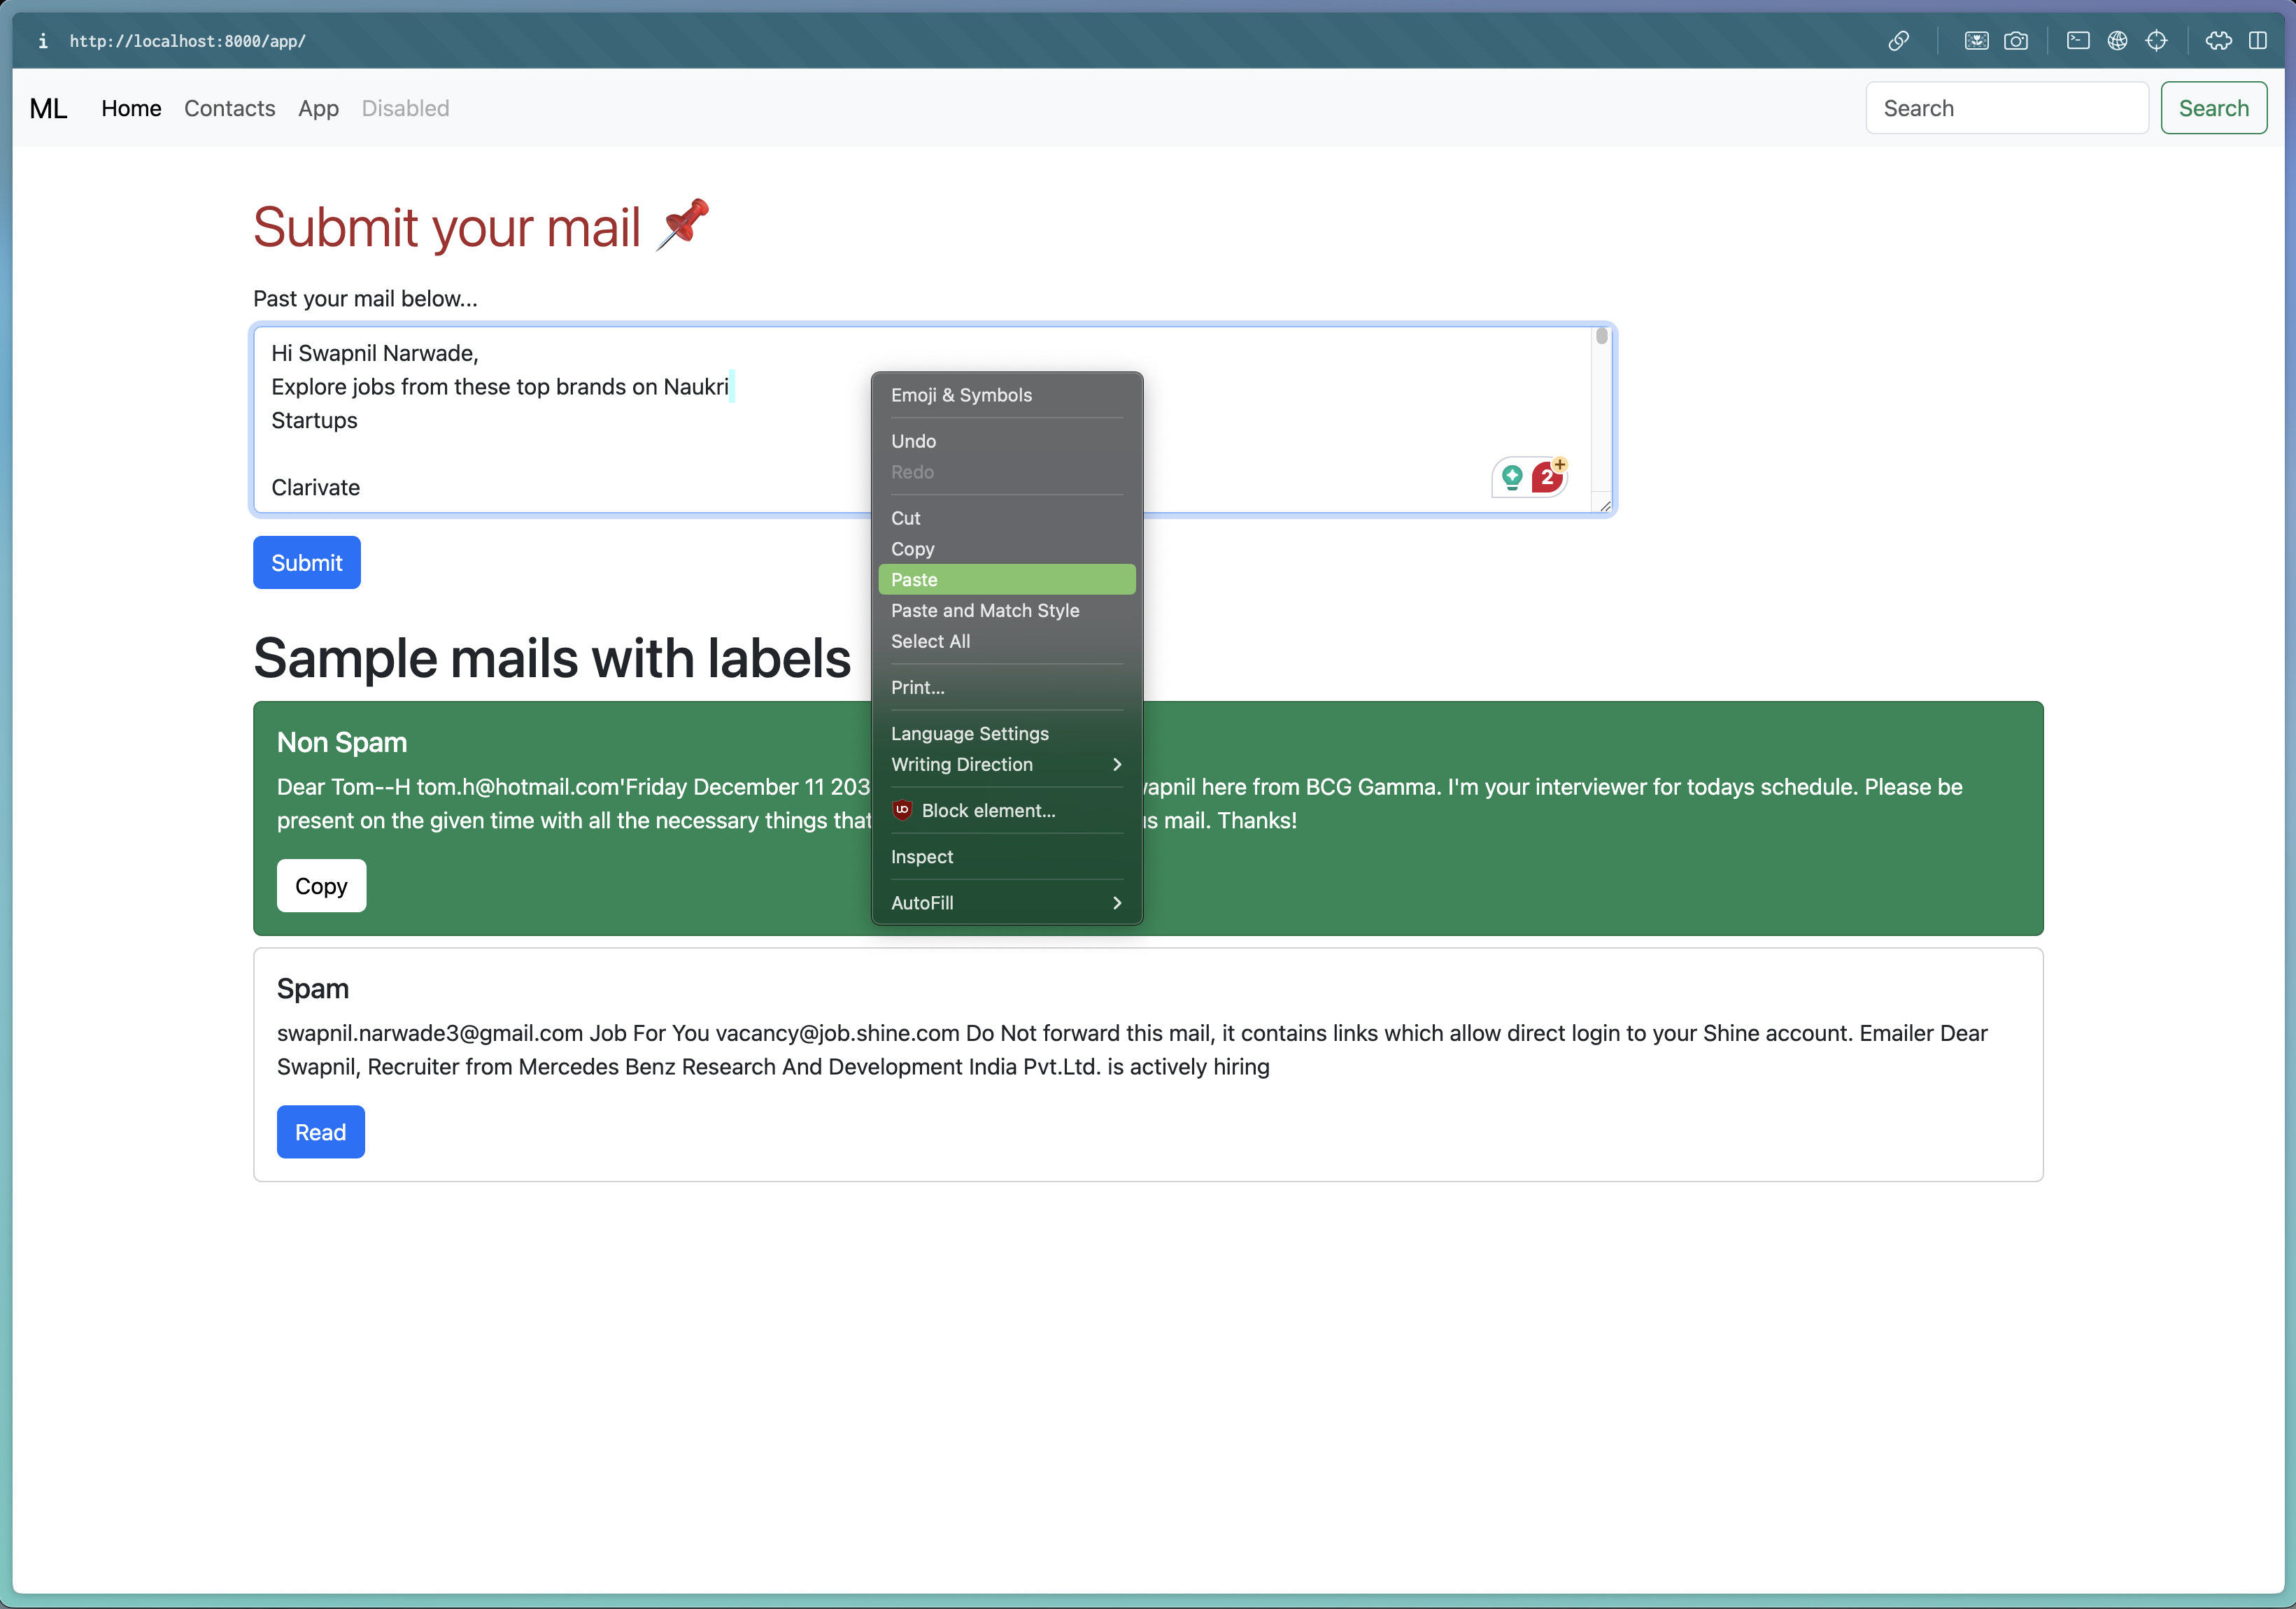 http://localhost:8000/app/
ML Home Contacts App Disabled
Search Search
Submit your mail
Past your mail below...
Hi Swapnil Narwade,
Explore jobs from these top brands on Naukri
Startups
Clarivate
2
Submit
Emoji & Symbols
Undo
Redo
Cut
Copy
Paste
Paste and Match Style
Select All
Print...
Language Settings
Writing Direction
Block element...
Inspect
AutoFill
Sample mails with labels
Non Spam
Dear Tom--H tom.h@hotmail.com'Friday December 11 203 here from BCG Gamma. I'm your interviewer for todays schedule. Please be
present on the given time with all the necessary things that mail. Thanks!
Copy
Spam
swapnil.narwade3@gmail.com Job For You vacancy@job.shine.com Do Not forward this mail, it contains links which allow direct login to your Shine account. Emailer Dear
Swapnil, Recruiter from Mercedes Benz Research And Development India Pvt.Ltd. is actively hiring
Read